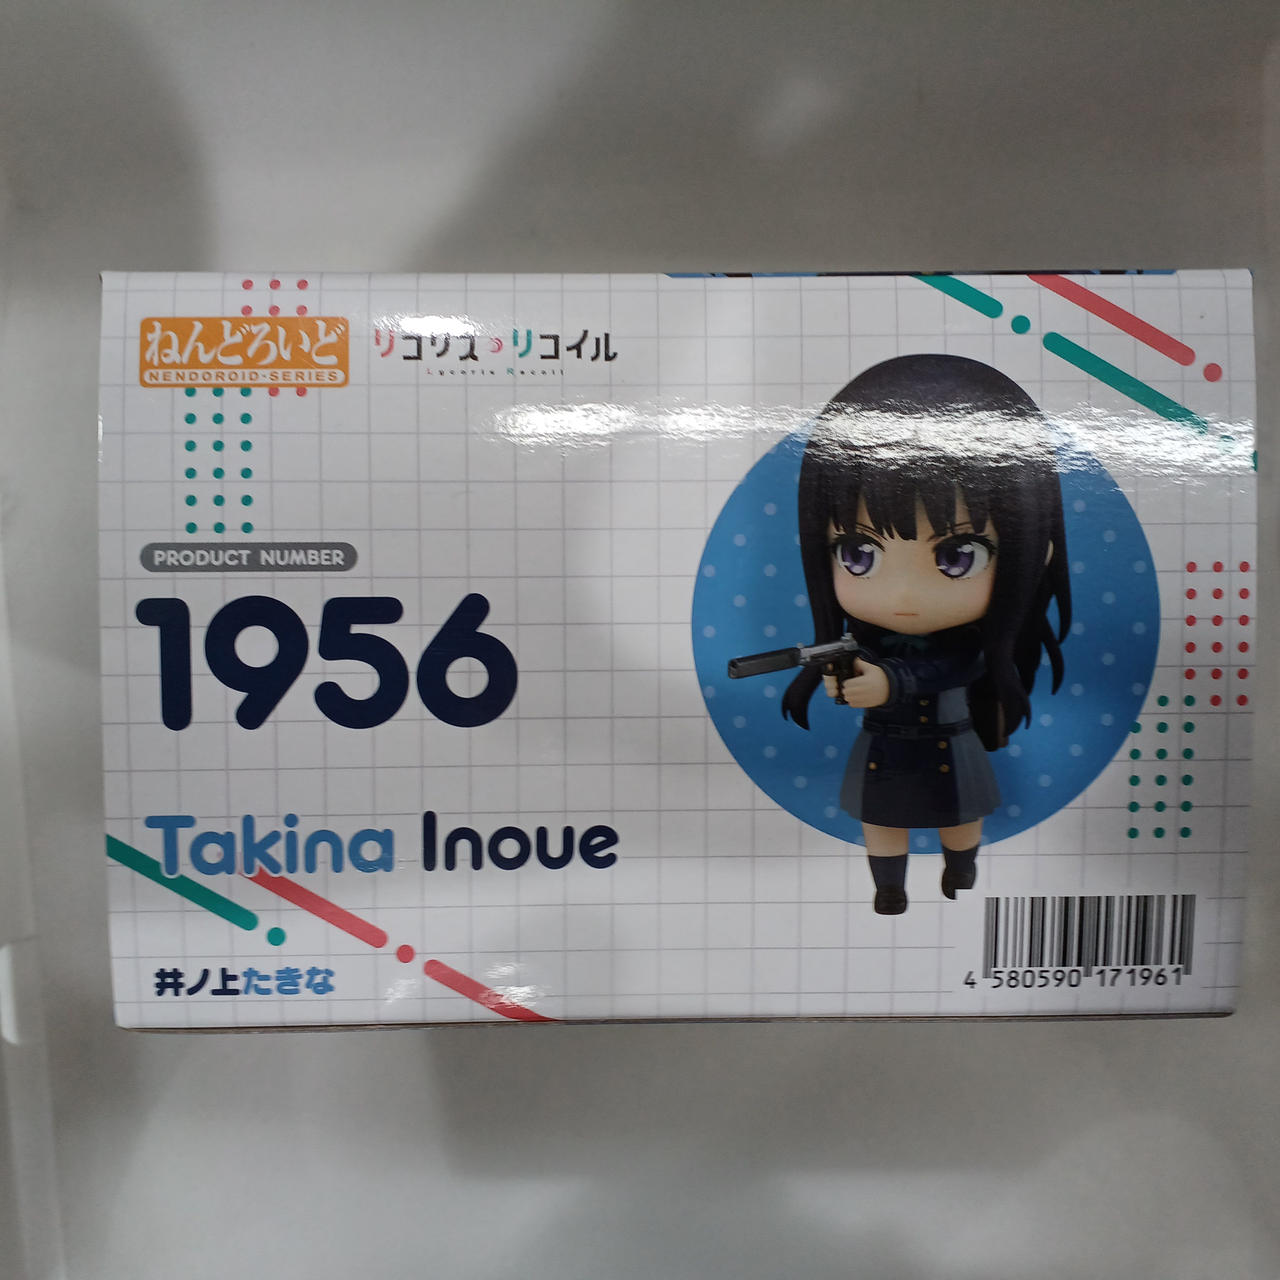 ねんどろいど
NENDOROID-SERIES
リコリス・リコイル
Lycoris Recoil
PRODUCT NUMBER
1956
Takina Inoue
井ノ上たきな
4 580590 171961